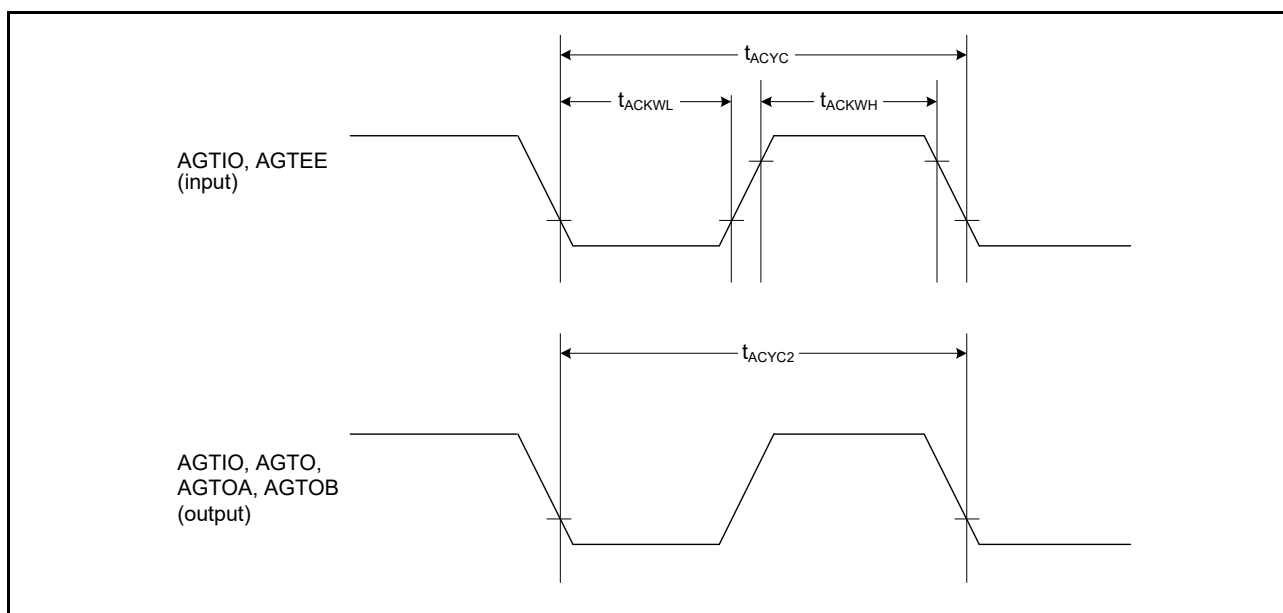 tACYC
tACKWL
tACKWH
AGTIO, AGTEE
(input)
tACYC2
AGTIO, AGTO,
AGTOA, AGTOB
(output)